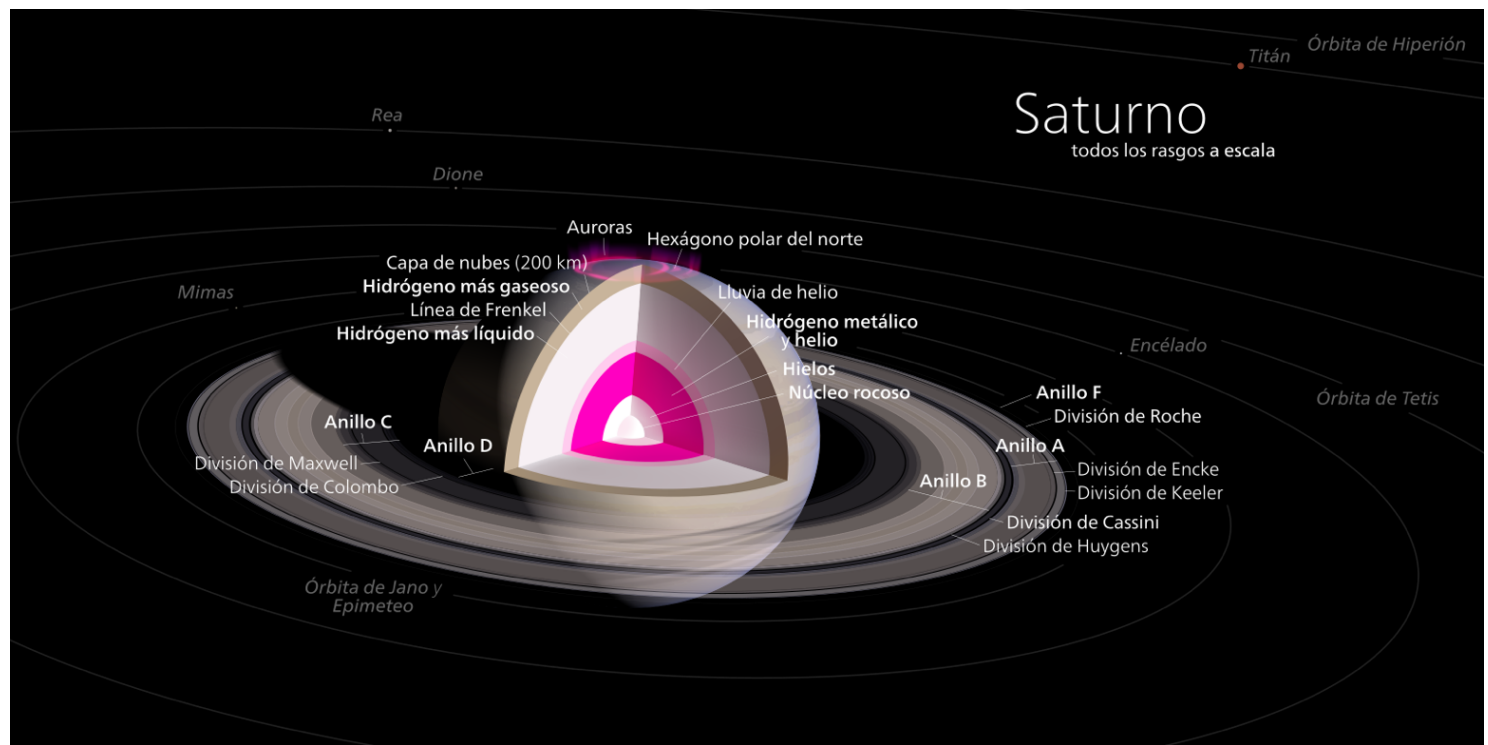 Órbita de Hiperión
Titán
Saturno
todos los rasgos a escala
Rea
Dione
Auroras
Hexágono polar del norte
Capa de nubes (200 km)
Hidrógeno más gaseoso
Línea de Frenkel
Hidrógeno más líquido
Mimas
Lluvia de helio
Hidrógeno metálico
y helio
Hielos
Núcleo rocoso
Encélado
Órbita de Tetis
Anillo F
División de Roche
Anillo A
División de Encke
División de Keeler
Anillo B
División de Cassini
División de Huygens
Anillo C
Anillo D
División de Maxwell
División de Colombo
Órbita de Jano y
Epimeteo